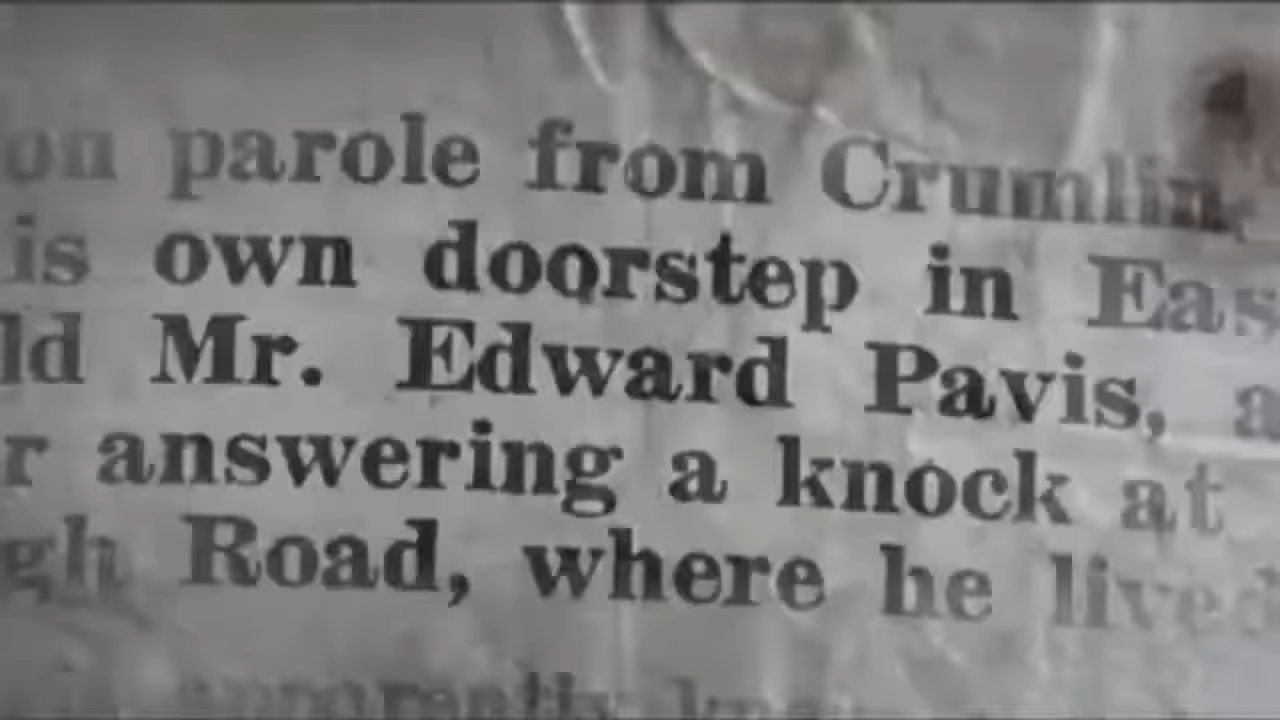 on parole from Crumlin,
is own doorstep in Eas
ld Mr. Edward Pavis, a
r answering a knock at
gh Road, where he lived
apparently